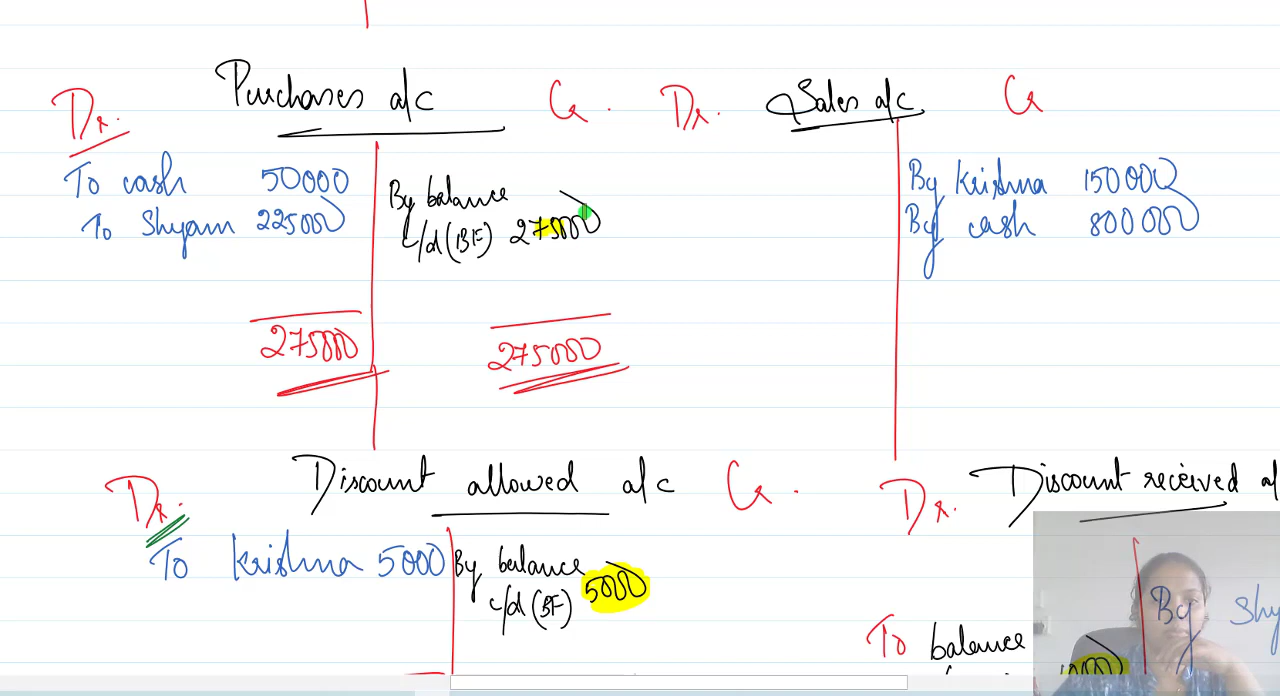 Purchases a/c
Dr.
Cr.
To cash 50000
To Shyam 225000
By balance
c/d (BF) 275000
275000
275000
Sales a/c
Dr.
Cr
By Krishna 150000
By cash 800000
Discount allowed a/c
Dr.
Cr.
To Krishna 5000
By balance
c/d (BF) 5000
Discount received a/
Dr.
By Shy
To balance